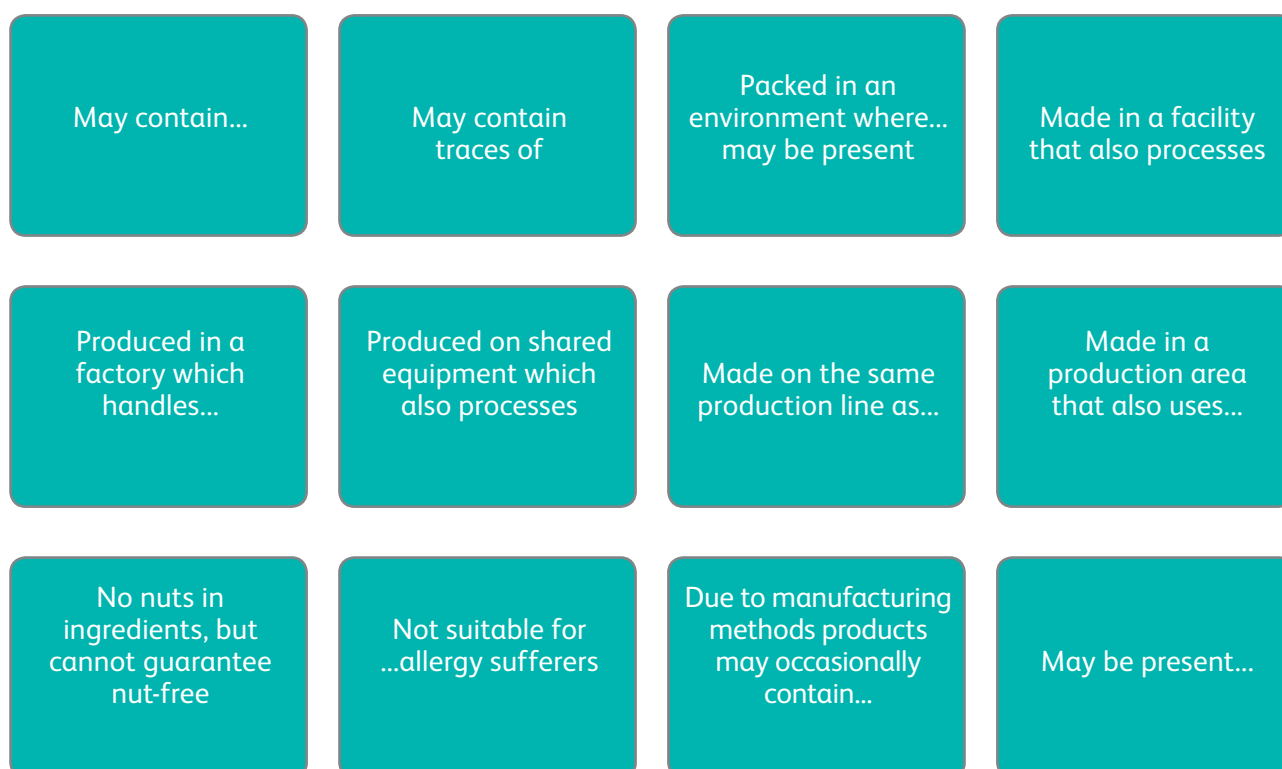 May contain...
May contain
traces of
Packed in an
environment where...
may be present
Made in a facility
that also processes
Produced in a
factory which
handles...
Produced on shared
equipment which
also processes
Made on the same
production line as...
Made in a
production area
that also uses...
No nuts in
ingredients, but
cannot guarantee
nut-free
Not suitable for
...allergy sufferers
Due to manufacturing
methods products
may occasionally
contain...
May be present...